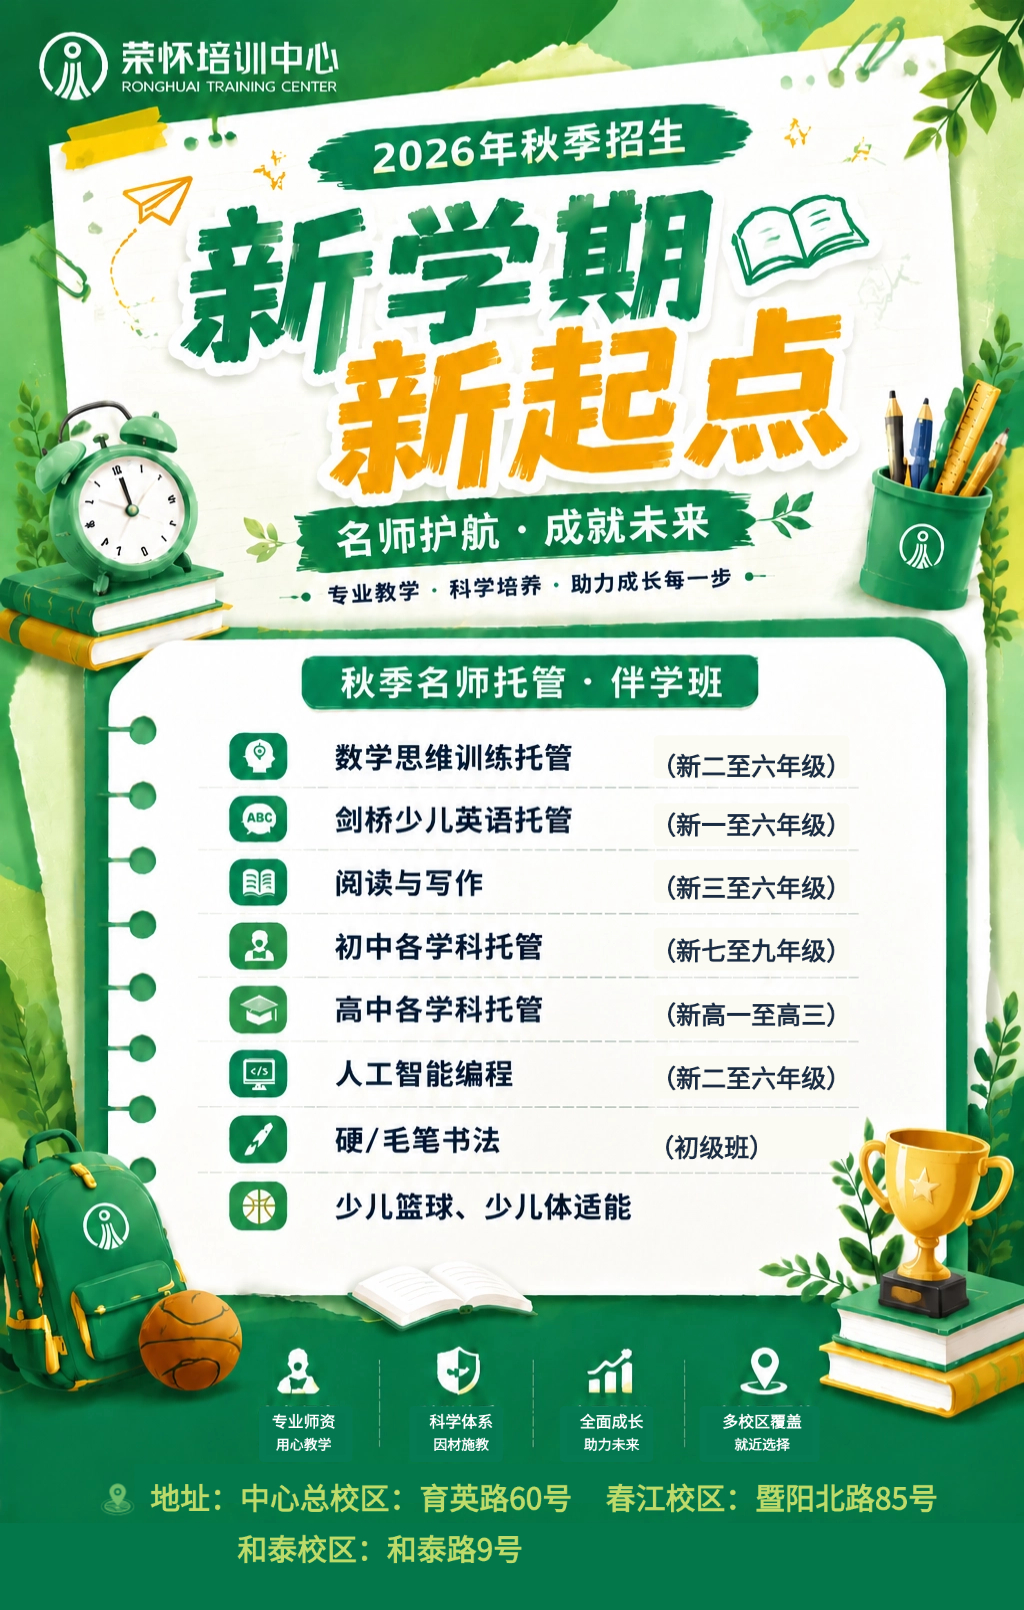 荣怀培训中心
RONGHUAI TRAINING CENTER
2026年秋季招生
新学期
新起点
名师护航·成就未来
专业教学·科学培养·助力成长每一步
秋季名师托管·伴学班
数学思维训练托管 （新二至六年级）
ABC 剑桥少儿英语托管 （新一至六年级）
阅读与写作 （新三至六年级）
初中各学科托管 （新七至九年级）
高中各学科托管 （新高一至高三）
</s 人工智能编程 （新二至六年级）
硬/毛笔书法 （初级班）
少儿篮球、少儿体适能
专业师资 科学体系 全面成长 多校区覆盖
用心教学 因材施教 助力未来 就近选择
地址：中心总校区：育英路60号 春江校区：暨阳北路85号
和泰校区：和泰路9号